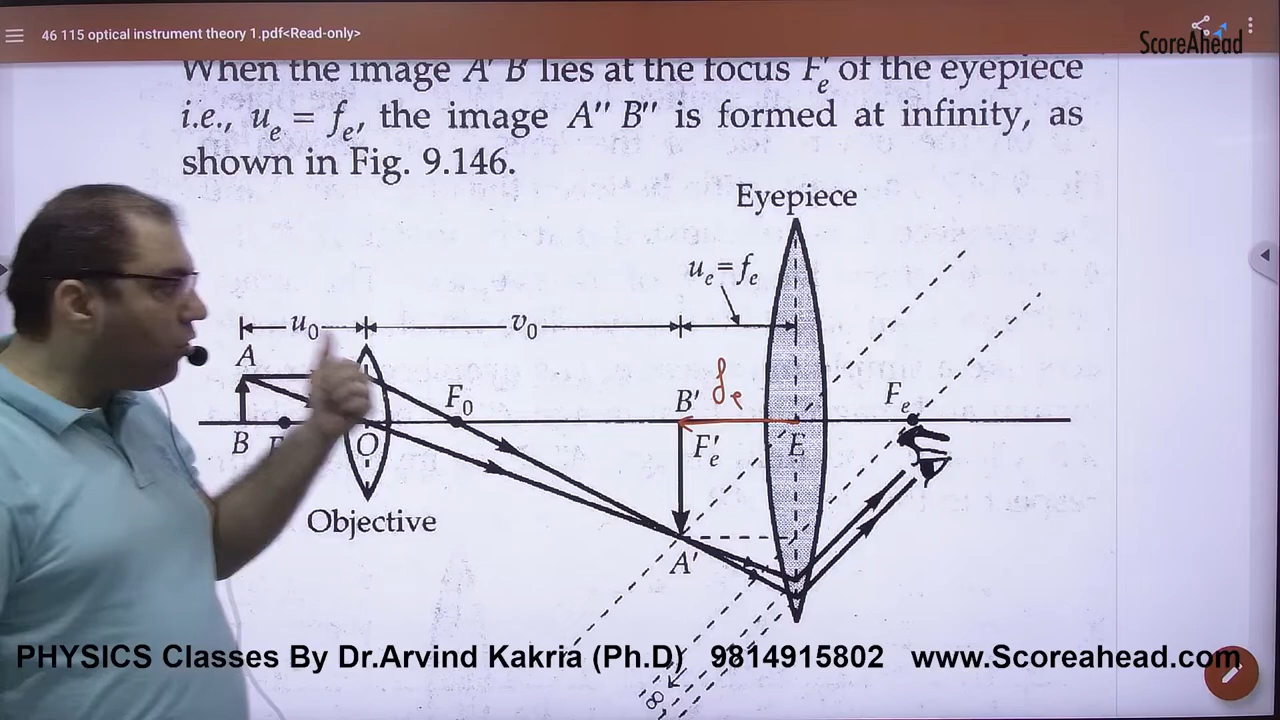 46 115 optical instrument theory 1.pdf<Read-only>
ScoreAhead
When the image A' B' lies at the focus Fe' of the eyepiece
i.e., ue = fe, the image A'' B'' is formed at infinity, as
shown in Fig. 9.146.
Eyepiece
ue=fe
u0
v0
A
F0
B'
fe
Fe
B
O
Fe'
E
Objective
A'
∞
PHYSICS Classes By Dr.Arvind Kakria (Ph.D) 9814915802 www.Scoreahead.com